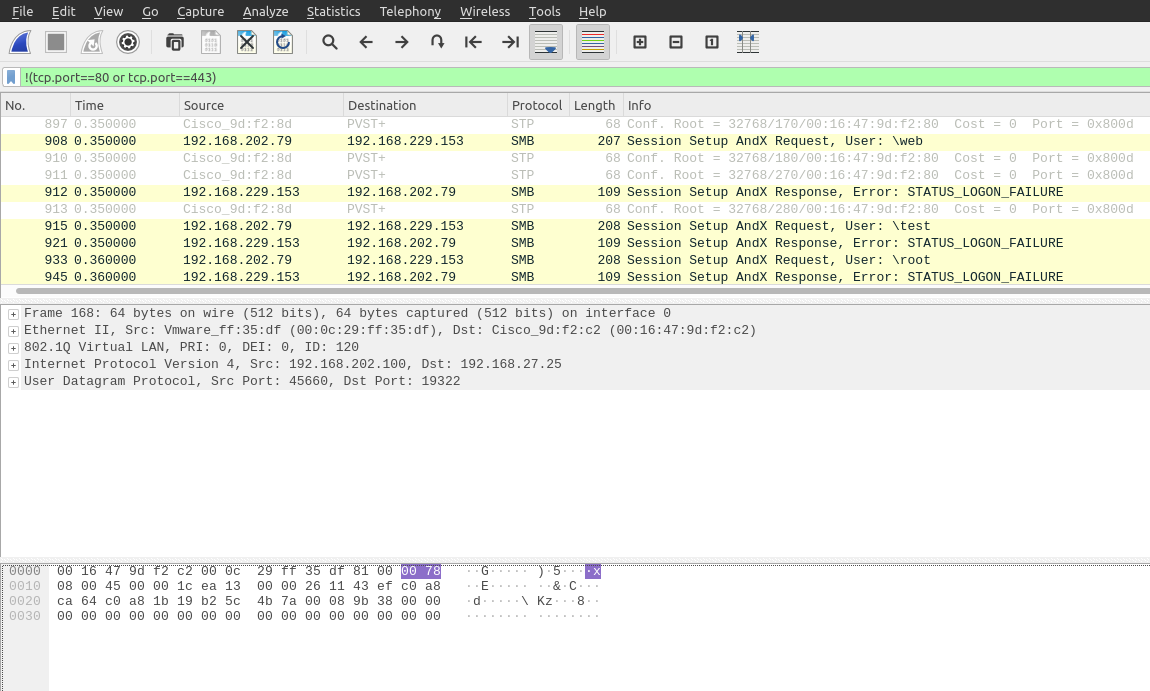 File Edit View Go Capture Analyze Statistics Telephony Wireless Tools Help
!(tcp.port==80 or tcp.port==443)
No. Time Source Destination Protocol Length Info
897 0.350000 Cisco_9d:f2:8d PVST+ STP 68 Conf. Root = 32768/170/00:16:47:9d:f2:80 Cost = 0 Port = 0x800d
908 0.350000 192.168.202.79 192.168.229.153 SMB 207 Session Setup AndX Request, User: \web
910 0.350000 Cisco_9d:f2:8d PVST+ STP 68 Conf. Root = 32768/180/00:16:47:9d:f2:80 Cost = 0 Port = 0x800d
911 0.350000 Cisco_9d:f2:8d PVST+ STP 68 Conf. Root = 32768/270/00:16:47:9d:f2:80 Cost = 0 Port = 0x800d
912 0.350000 192.168.229.153 192.168.202.79 SMB 109 Session Setup AndX Response, Error: STATUS_LOGON_FAILURE
913 0.350000 Cisco_9d:f2:8d PVST+ STP 68 Conf. Root = 32768/280/00:16:47:9d:f2:80 Cost = 0 Port = 0x800d
915 0.350000 192.168.202.79 192.168.229.153 SMB 208 Session Setup AndX Request, User: \test
921 0.350000 192.168.229.153 192.168.202.79 SMB 109 Session Setup AndX Response, Error: STATUS_LOGON_FAILURE
933 0.360000 192.168.202.79 192.168.229.153 SMB 208 Session Setup AndX Request, User: \root
945 0.360000 192.168.229.153 192.168.202.79 SMB 109 Session Setup AndX Response, Error: STATUS_LOGON_FAILURE
Frame 168: 64 bytes on wire (512 bits), 64 bytes captured (512 bits) on interface 0
Ethernet II, Src: Vmware_ff:35:df (00:0c:29:ff:35:df), Dst: Cisco_9d:f2:c2 (00:16:47:9d:f2:c2)
802.1Q Virtual LAN, PRI: 0, DEI: 0, ID: 120
Internet Protocol Version 4, Src: 192.168.202.100, Dst: 192.168.27.25
User Datagram Protocol, Src Port: 45660, Dst Port: 19322
0000 00 16 47 9d f2 c2 00 0c 29 ff 35 df 81 00 00 78 ··G····· )·5····x
0010 08 00 45 00 00 1c ea 13 00 00 26 11 43 ef c0 a8 ··E····· ··&·C···
0020 ca 64 c0 a8 1b 19 b2 5c 4b 7a 00 08 9b 38 00 00 ·d·····\ Kz···8··
0030 00 00 00 00 00 00 00 00 00 00 00 00 00 00 00 00 ········ ········